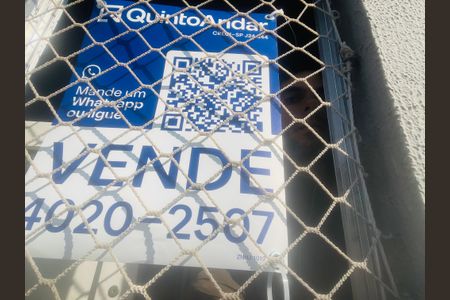 QuintoAndar
Mande um
Whatsapp
ou ligue
VENDE
4020-2507